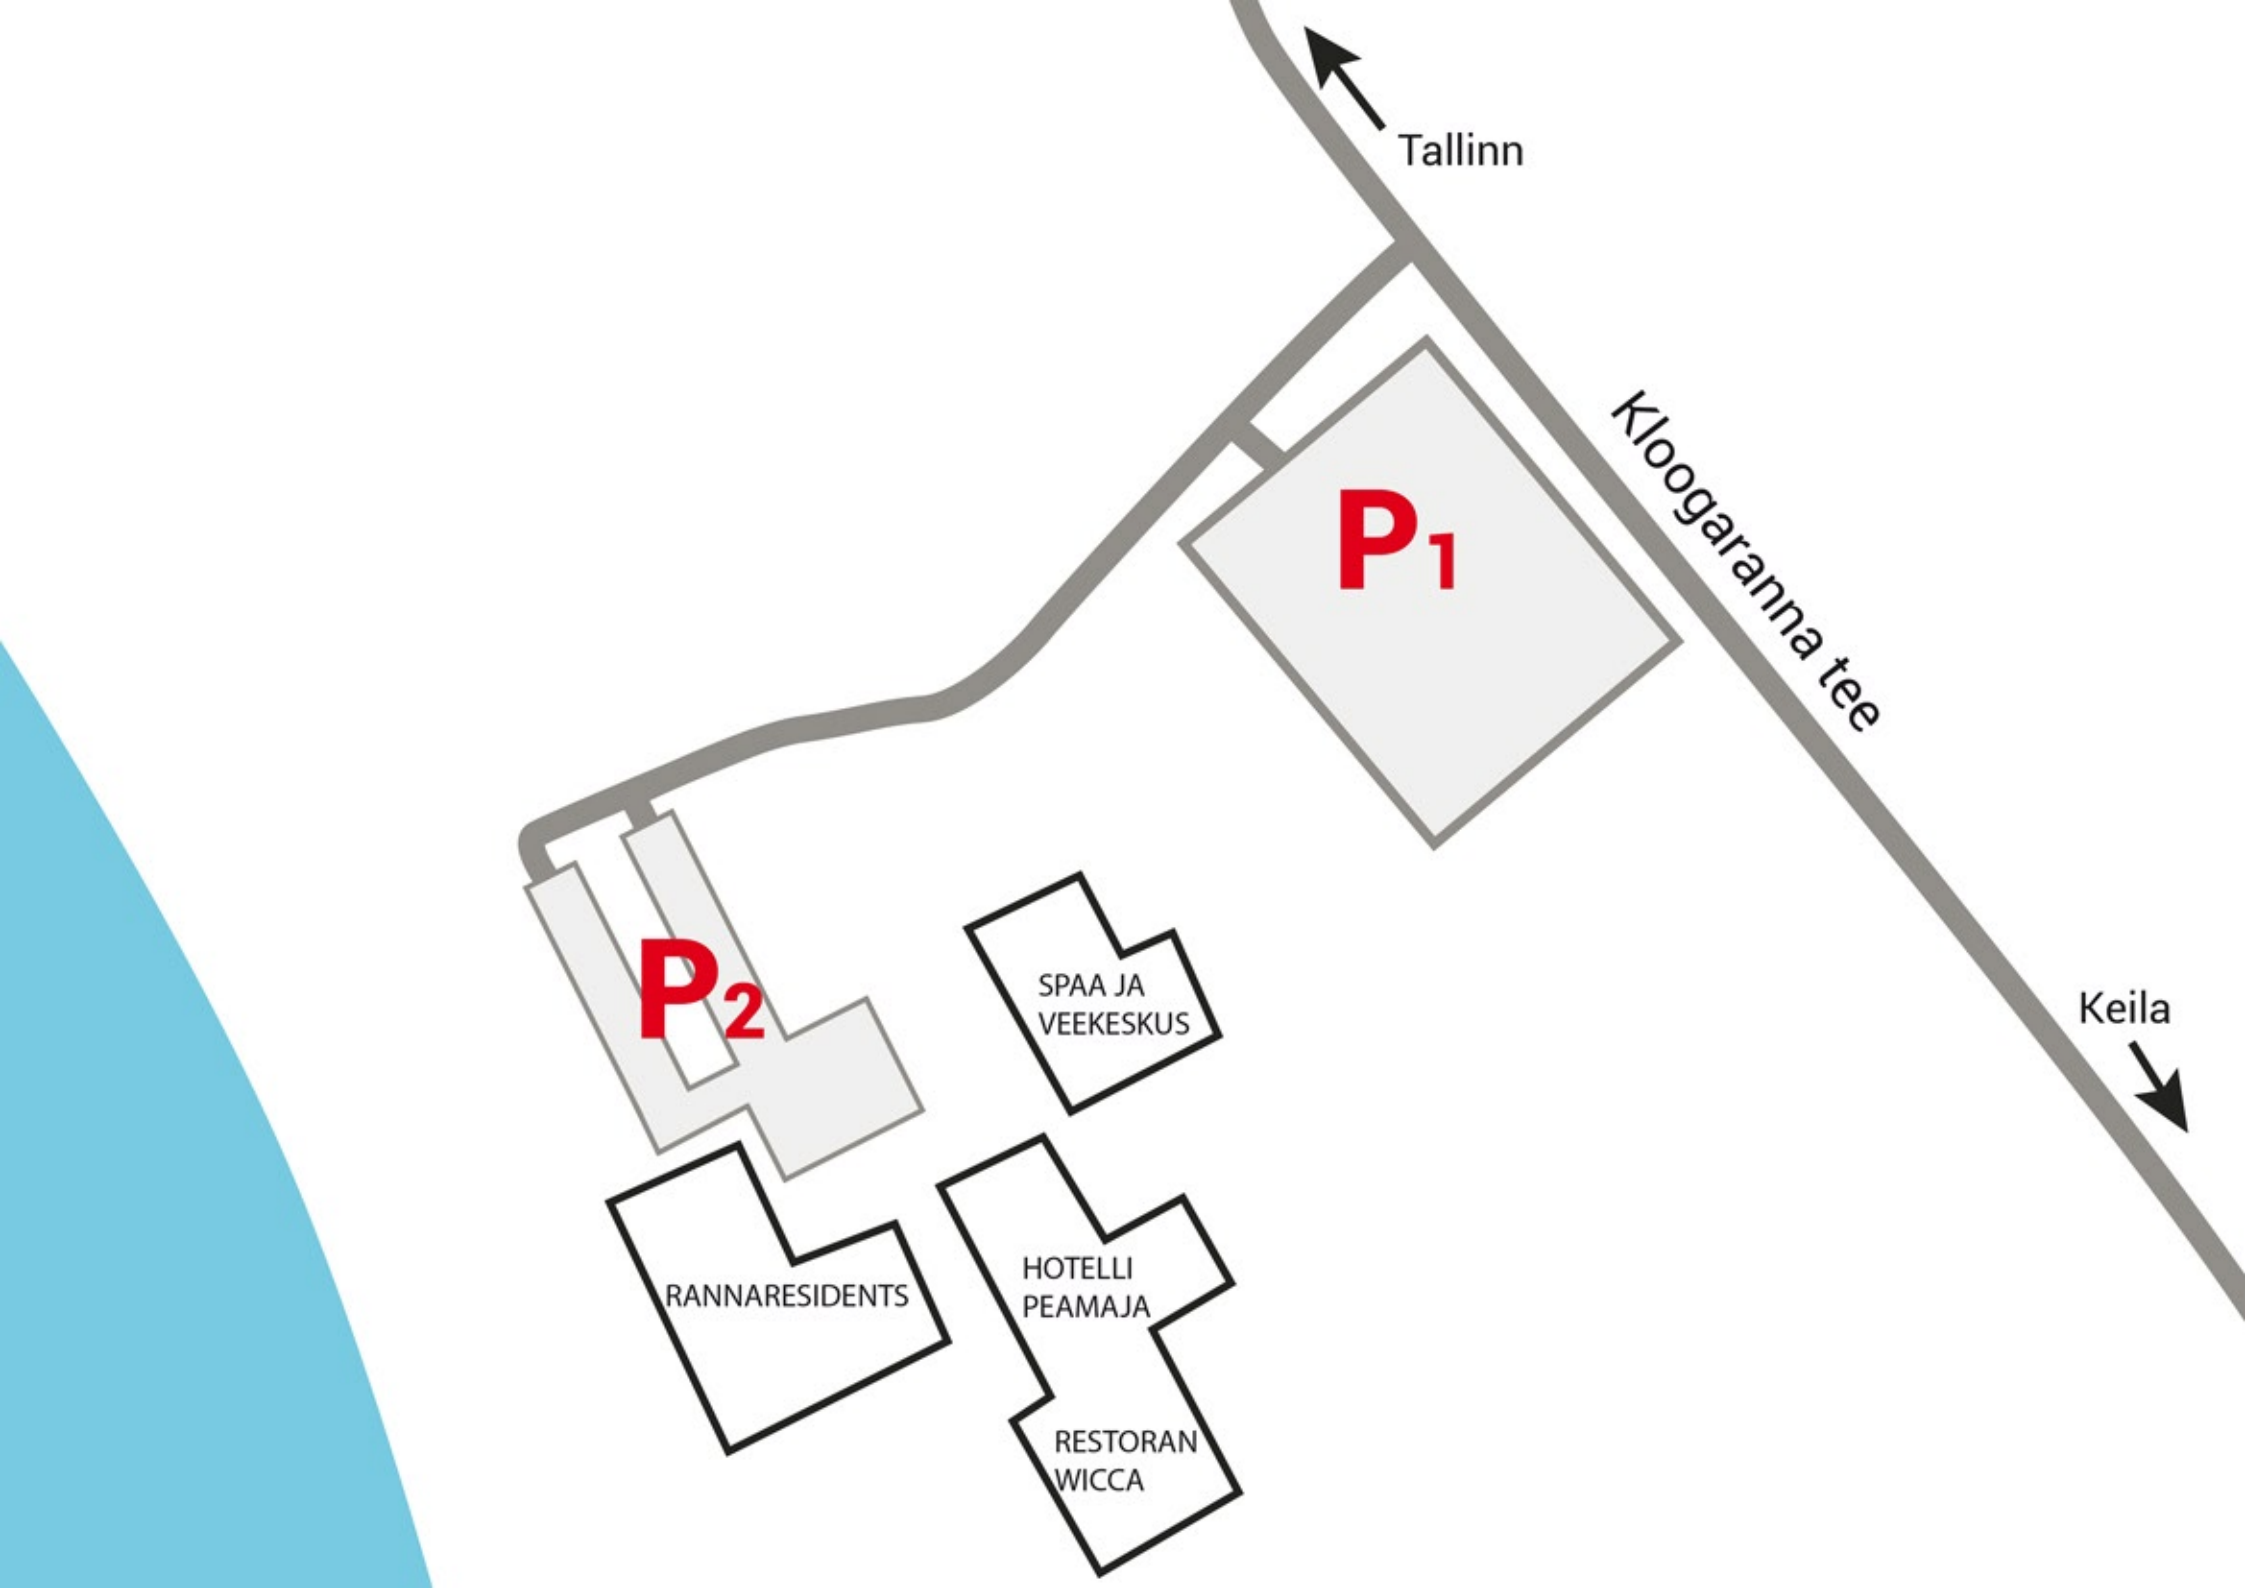 Tallinn
Kloogaranna tee
P1
P2
SPAA JA
VEEKESKUS
Keila
HOTELLI
PEAMAJA
RANNARESIDENTS
RESTORAN
WICCA